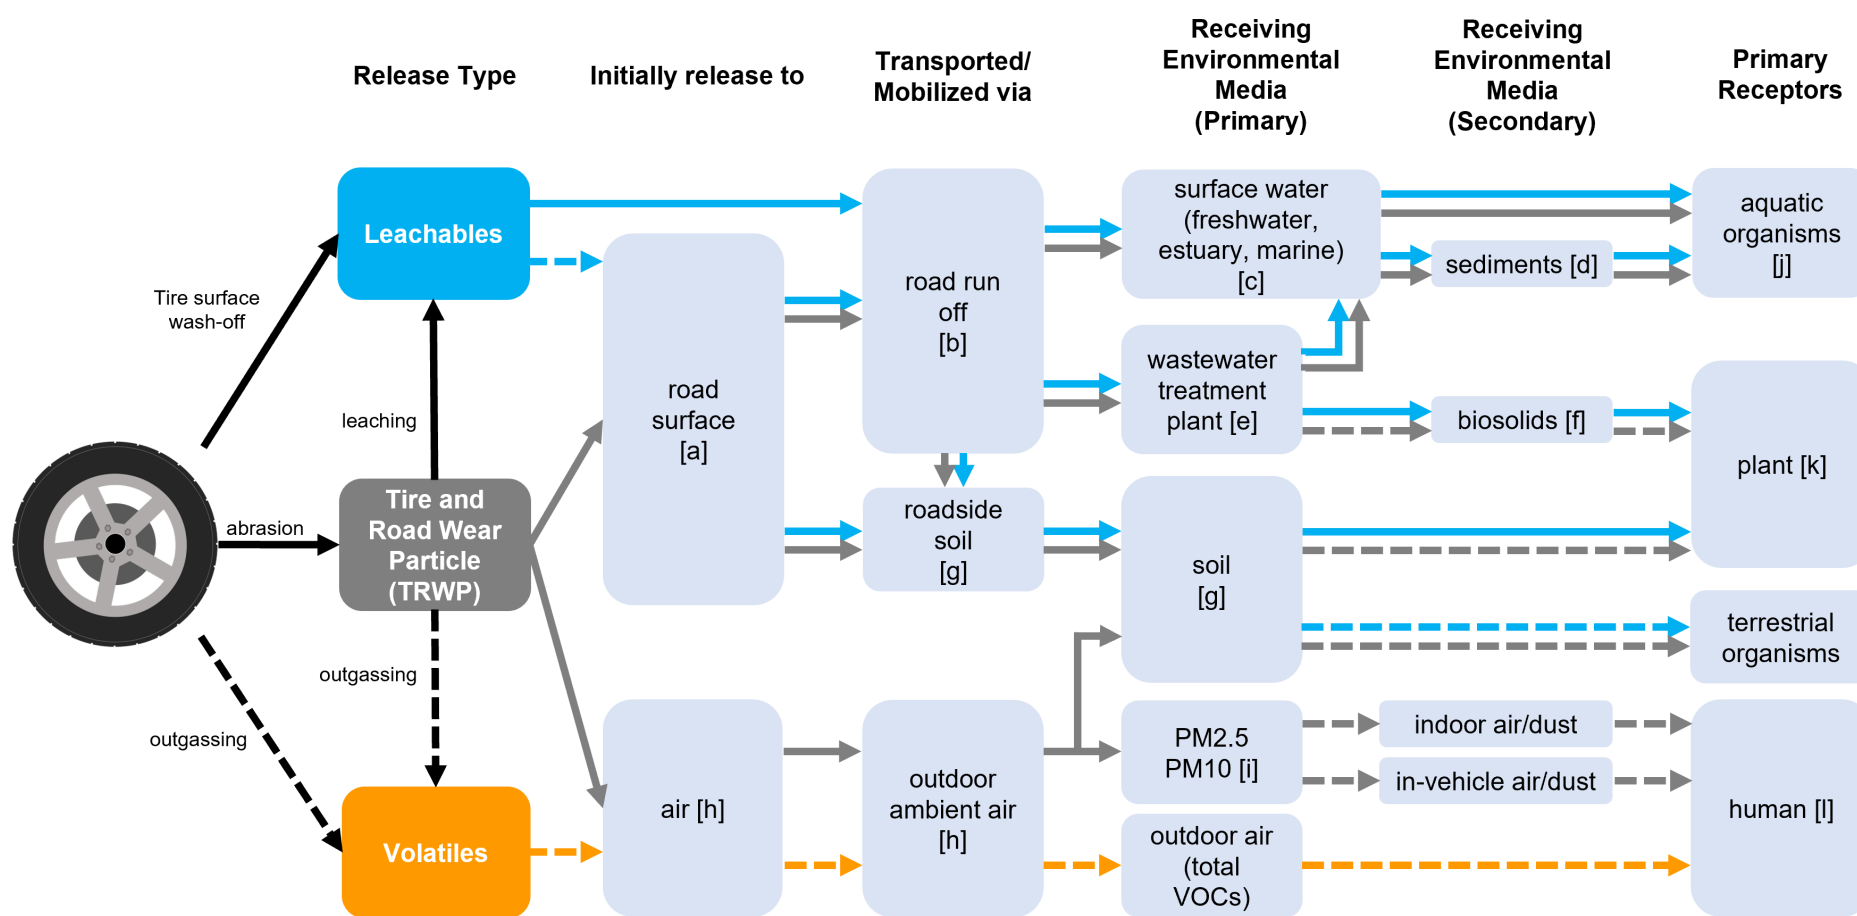 Release Type
Initially release to
Transported/
Mobilized via
Receiving
Environmental
Media
(Primary)
Receiving
Environmental
Media
(Secondary)
Primary
Receptors
Leachables
Tire surface
wash-off
leaching
abrasion
Tire and
Road Wear
Particle
(TRWP)
outgassing
outgassing
Volatiles
road
surface
[a]
air [h]
road run
off
[b]
roadside
soil
[g]
outdoor
ambient air
[h]
surface water
(freshwater,
estuary, marine)
[c]
wastewater
treatment
plant [e]
soil
[g]
PM2.5
PM10 [i]
outdoor air
(total
VOCs)
sediments [d]
biosolids [f]
indoor air/dust
in-vehicle air/dust
aquatic
organisms
[j]
plant [k]
terrestrial
organisms
human [l]